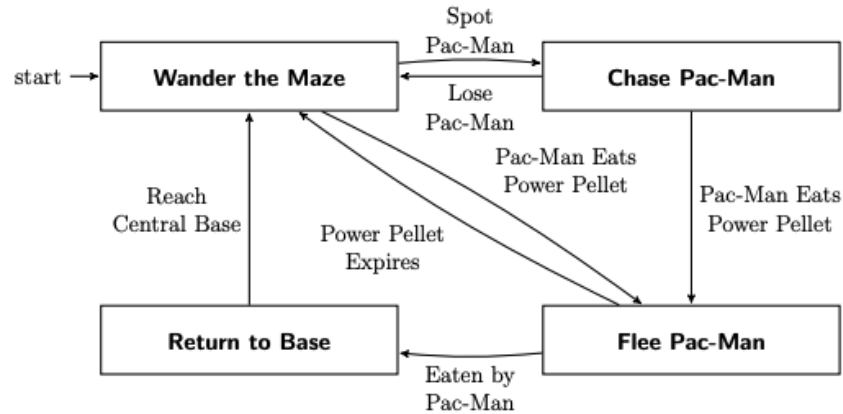 Spot
Pac-Man
start
Wander the Maze
Chase Pac-Man
Lose
Pac-Man
Pac-Man Eats
Power Pellet
Pac-Man Eats
Power Pellet
Reach
Central Base
Power Pellet
Expires
Return to Base
Flee Pac-Man
Eaten by
Pac-Man